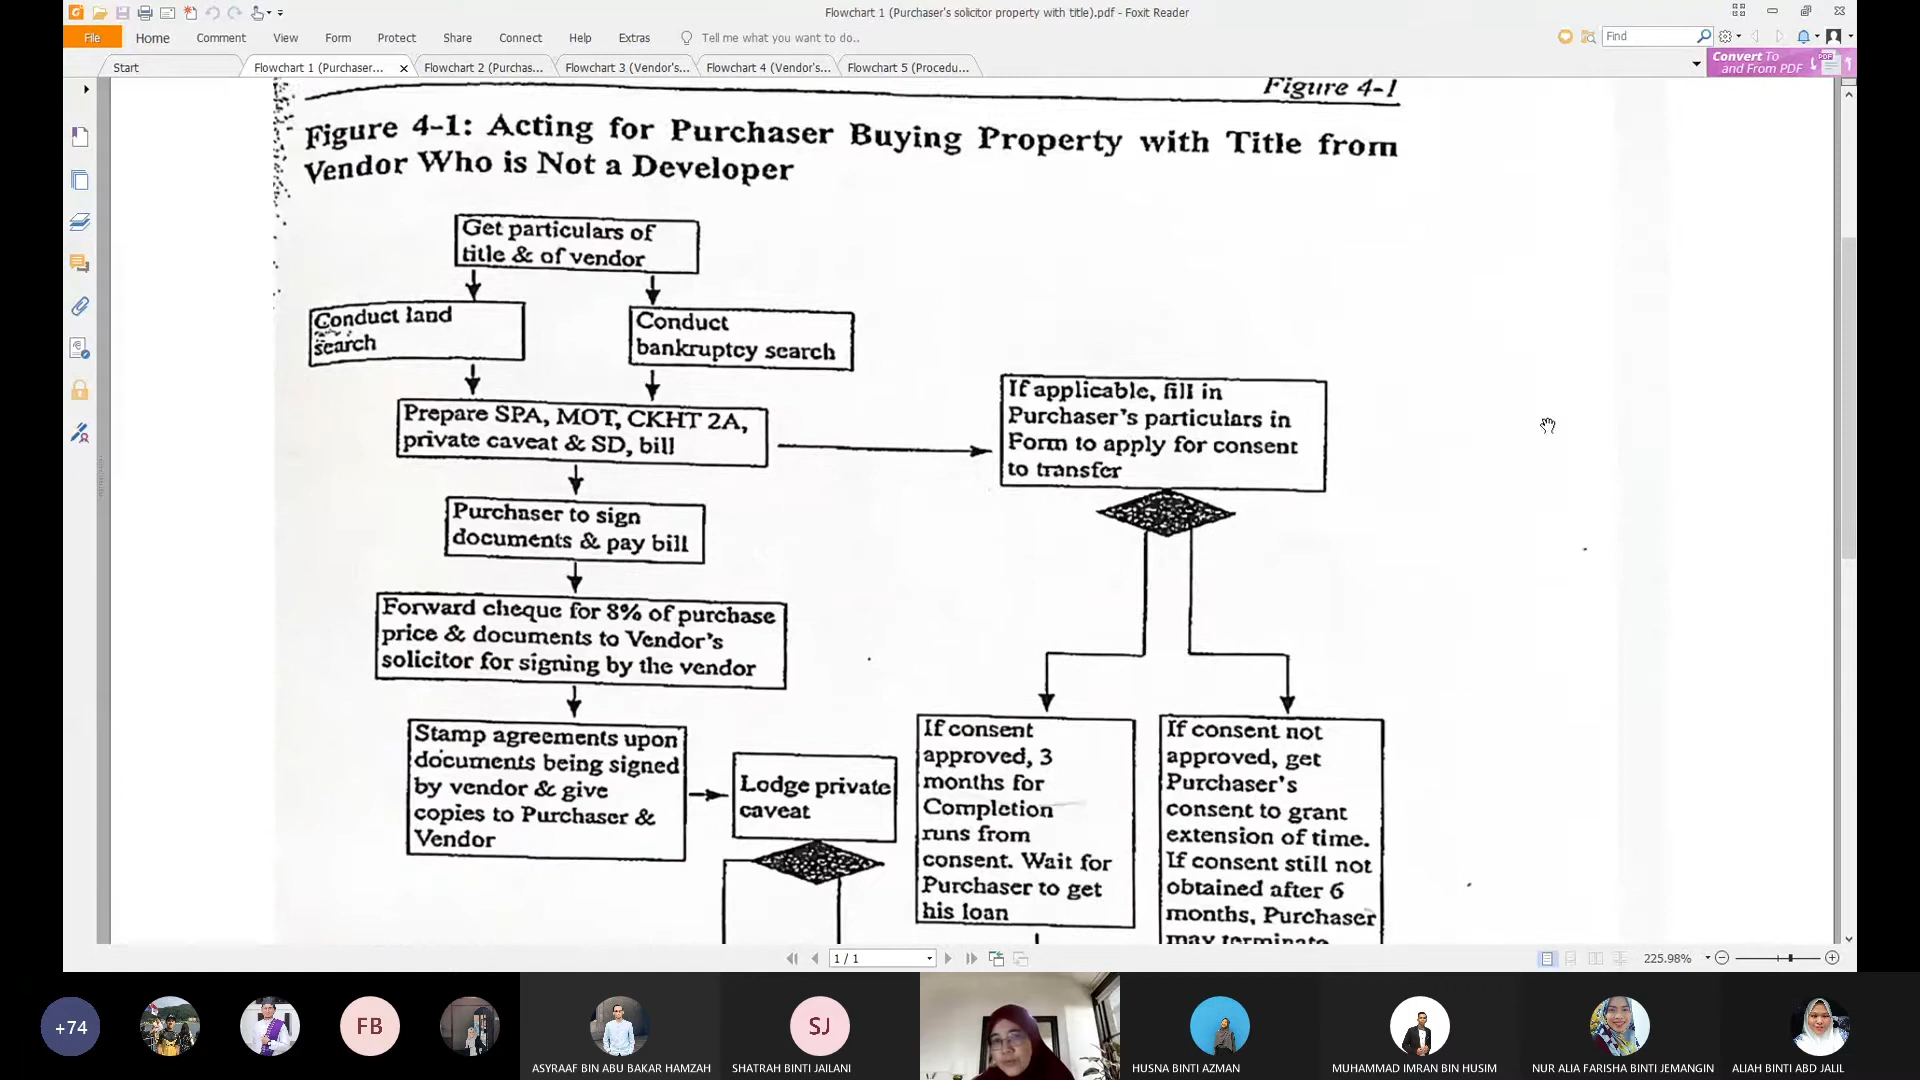 Flowchart 1 (Purchaser's solicitor property with title).pdf - Foxit Reader
File Home Comment View Form Protect Share Connect Help Extras Tell me what you want to do..
Find
Start
Flowchart 1 (Purchaser...
Flowchart 2 (Purchas...
Flowchart 3 (Vendor's...
Flowchart 4 (Vendor's...
Flowchart 5 (Procedu...
Convert To
and From PDF
PDF
Figure 4-1
Figure 4-1: Acting for Purchaser Buying Property with Title from
Vendor Who is Not a Developer
Get particulars of
title & of vendor
Conduct land
search
Conduct
bankruptcy search
Prepare SPA, MOT, CKHT 2A,
private caveat & SD, bill
If applicable, fill in
Purchaser's particulars in
Form to apply for consent
to transfer
Purchaser to sign
documents & pay bill
Forward cheque for 8% of purchase
price & documents to Vendor's
solicitor for signing by the vendor
Stamp agreements upon
documents being signed
by vendor & give
copies to Purchaser &
Vendor
Lodge private
caveat
If consent
approved, 3
months for
Completion
runs from
consent. Wait for
Purchaser to get
his loan
If consent not
approved, get
Purchaser's
consent to grant
extension of time.
If consent still not
obtained after 6
months, Purchaser
may terminate
1 / 1
225.98%
+74
FB
ASYRAAF BIN ABU BAKAR HAMZAH
SJ
SHATRAH BINTI JAILANI
HUSNA BINTI AZMAN
MUHAMMAD IMRAN BIN HUSIM
NUR ALIA FARISHA BINTI JEMANGIN
ALIAH BINTI ABD JALIL